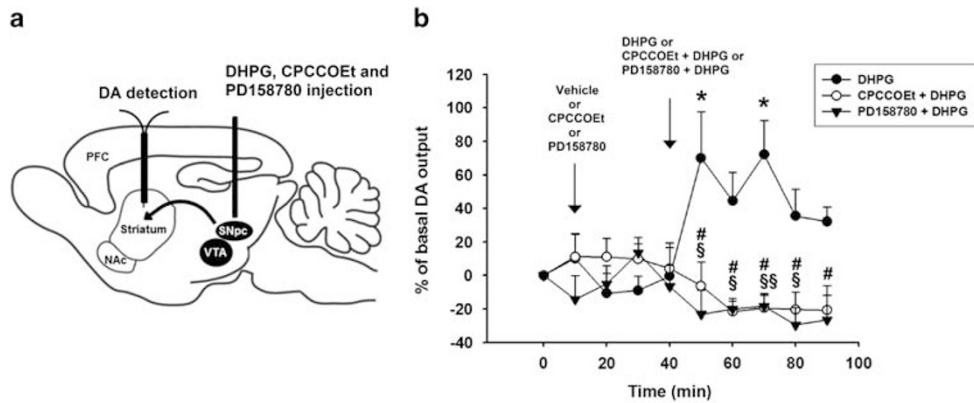 a
DHPG, CPCCOEt and
PD158780 injection
DA detection
PFC
Striatum
SNpc
VTA
NAc
b
DHPG or
CPCCOEt + DHPG or
PD158780 + DHPG
Vehicle
or
CPCCOEt
or
PD158780
DHPG
CPCCOEt + DHPG
PD158780 + DHPG
% of basal DA output
120
100
80
60
40
20
0
-20
-40
* *
#
§
#
§
#
§§
#
§
#
0 20 40 60 80 100
Time (min)